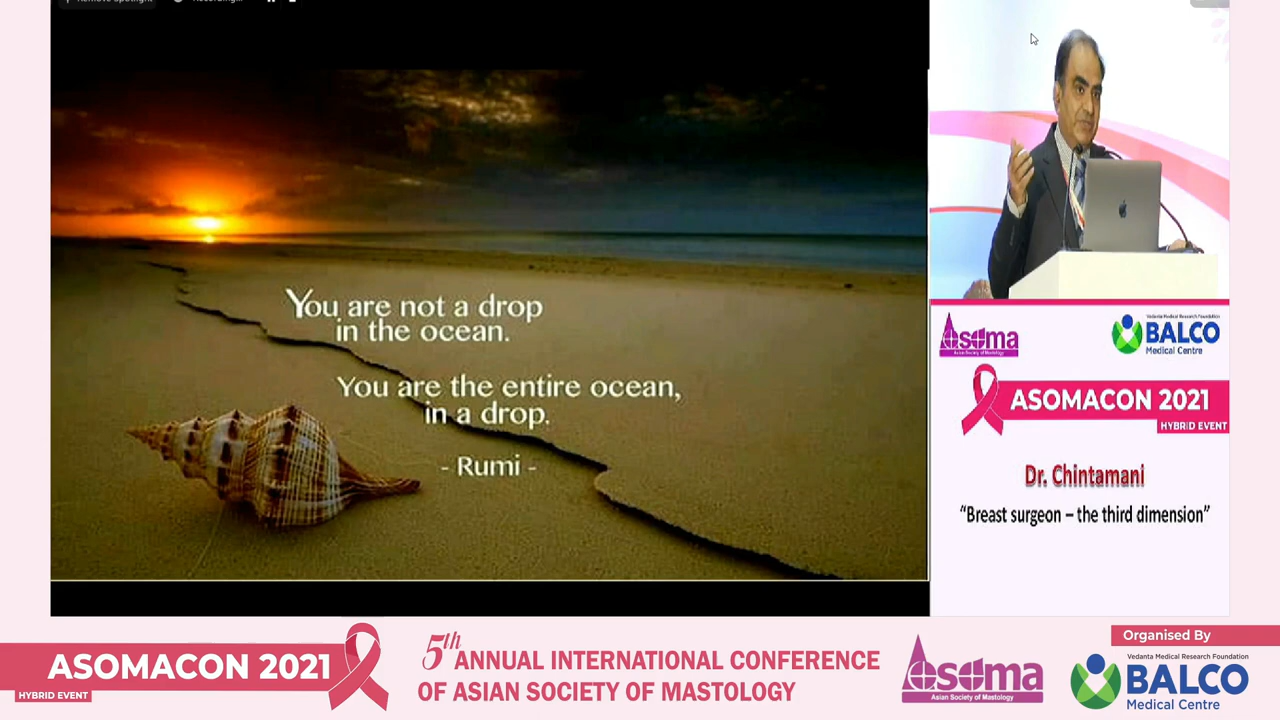 You are not a drop
in the ocean.
You are the entire ocean,
in a drop.
- Rumi -
Asoma
Asian Society of Mastology
Vedanta Medical Research Foundation
BALCO
Medical Centre
ASOMACON 2021
HYBRID EVENT
Dr. Chintamani
“Breast surgeon – the third dimension”
ASOMACON 2021
HYBRID EVENT
5th ANNUAL INTERNATIONAL CONFERENCE
OF ASIAN SOCIETY OF MASTOLOGY
Asoma
Asian Society of Mastology
Organised By
Vedanta Medical Research Foundation
BALCO
Medical Centre